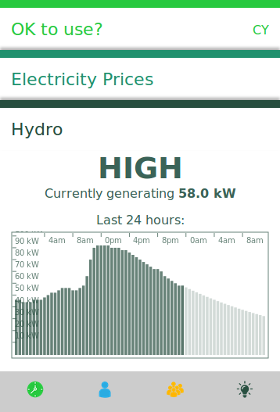 OK to use?
CY
Electricity Prices
Hydro
HIGH
Currently generating 58.0 kW
Last 24 hours:
4am 8am 0pm 4pm 8pm 0am 4am 8am
90 kW
80 kW
70 kW
60 kW
50 kW
40 kW
30 kW
20 kW
10 kW